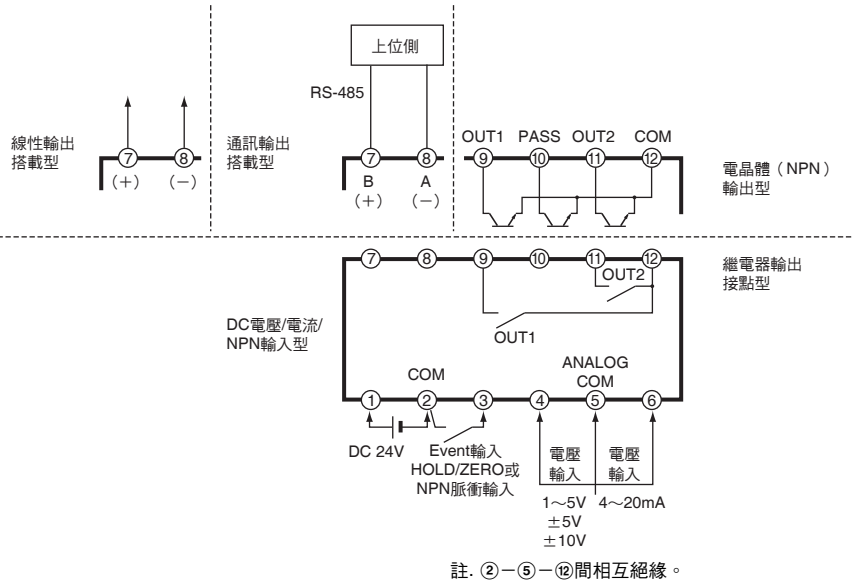 上位側
RS-485
線性輸出
搭載型
⑦ ⑧
(+) (−)
通訊輸出
搭載型
⑦ ⑧
B A
(+) (−)
OUT1 PASS OUT2 COM
⑨ ⑩ ⑪ ⑫
電晶體（NPN）
輸出型
⑦ ⑧ ⑨ ⑩ ⑪ ⑫
OUT2
OUT1
繼電器輸出
接點型
DC電壓/電流/
NPN輸入型
COM
ANALOG
COM
① ② ③ ④ ⑤ ⑥
DC 24V
Event輸入
HOLD/ZERO或
NPN脈衝輸入
電壓
輸入
電壓
輸入
1～5V
±5V
±10V
4～20mA
註. ②－⑤－⑫間相互絕緣。